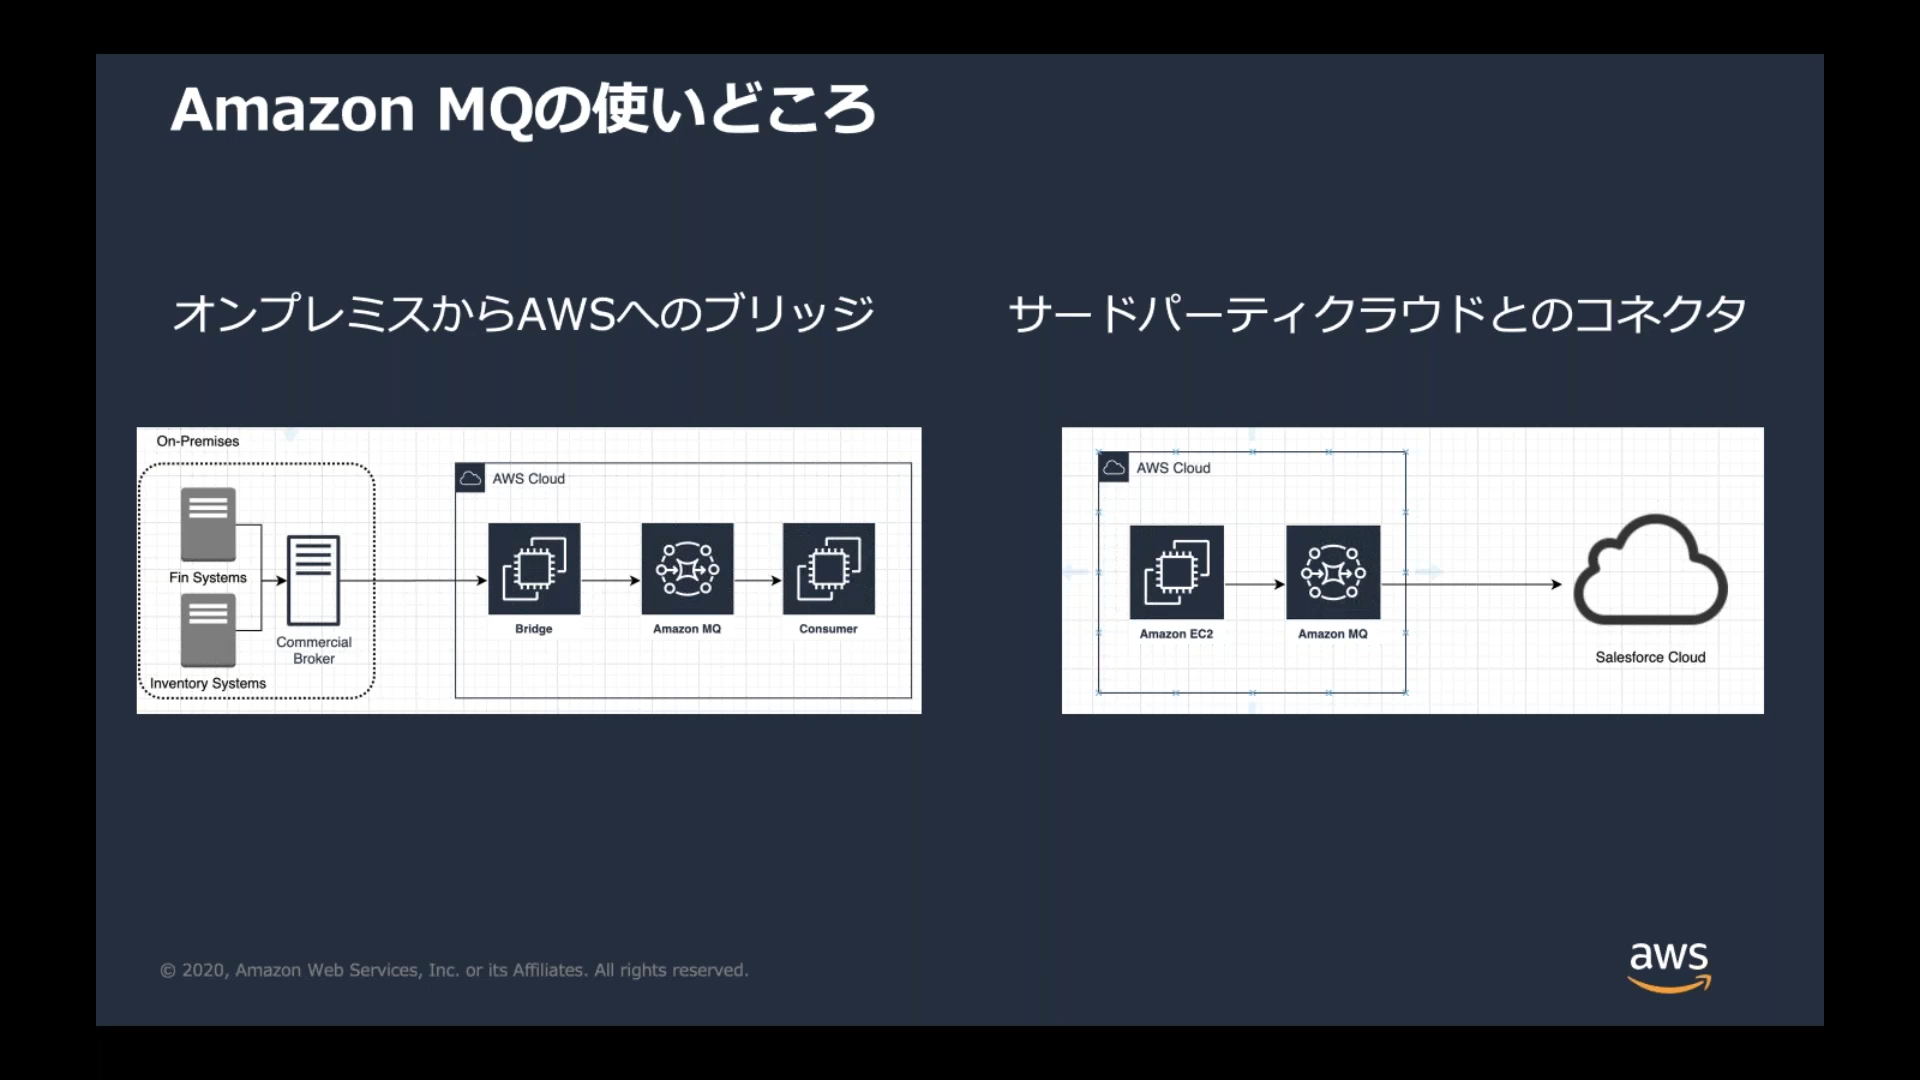 Amazon MQの使いどころ
オンプレミスからAWSへのブリッジ
On-Premises
Fin Systems
Inventory Systems
Commercial
Broker
AWS Cloud
Bridge
Amazon MQ
Consumer
サードパーティクラウドとのコネクタ
AWS Cloud
Amazon EC2
Amazon MQ
Salesforce Cloud
© 2020, Amazon Web Services, Inc. or its Affiliates. All rights reserved.
aws